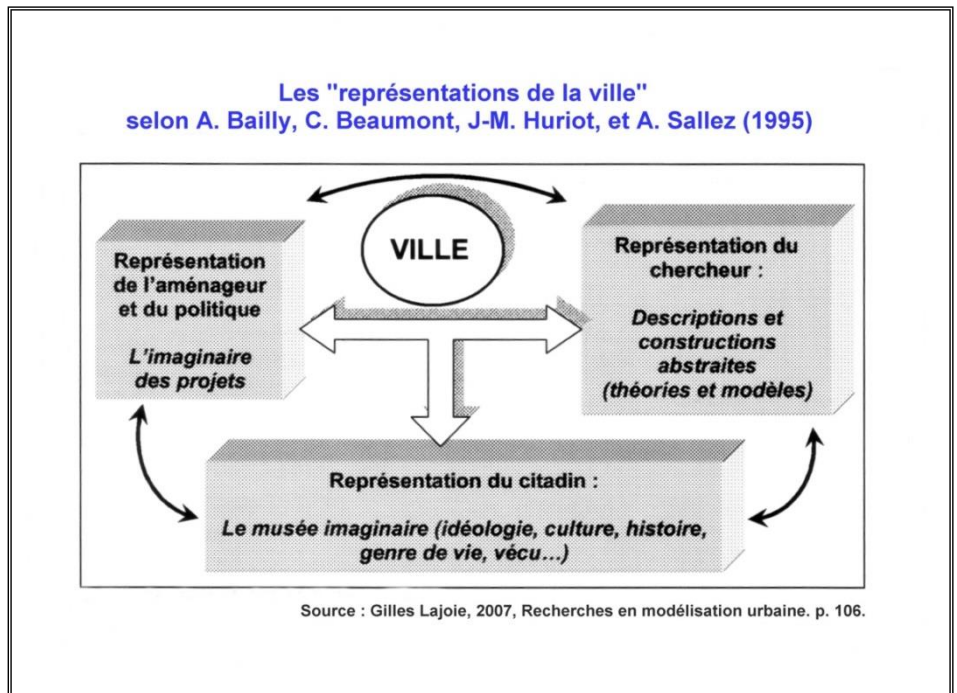 Les "représentations de la ville"
selon A. Bailly, C. Beaumont, J-M. Huriot, et A. Sallez (1995)
VILLE
Représentation
de l'aménageur
et du politique
L'imaginaire
des projets
Représentation du
chercheur :
Descriptions et
constructions
abstraites
(théories et modèles)
Représentation du citadin :
Le musée imaginaire (idéologie, culture, histoire,
genre de vie, vécu...)
Source : Gilles Lajoie, 2007, Recherches en modélisation urbaine. p. 106.